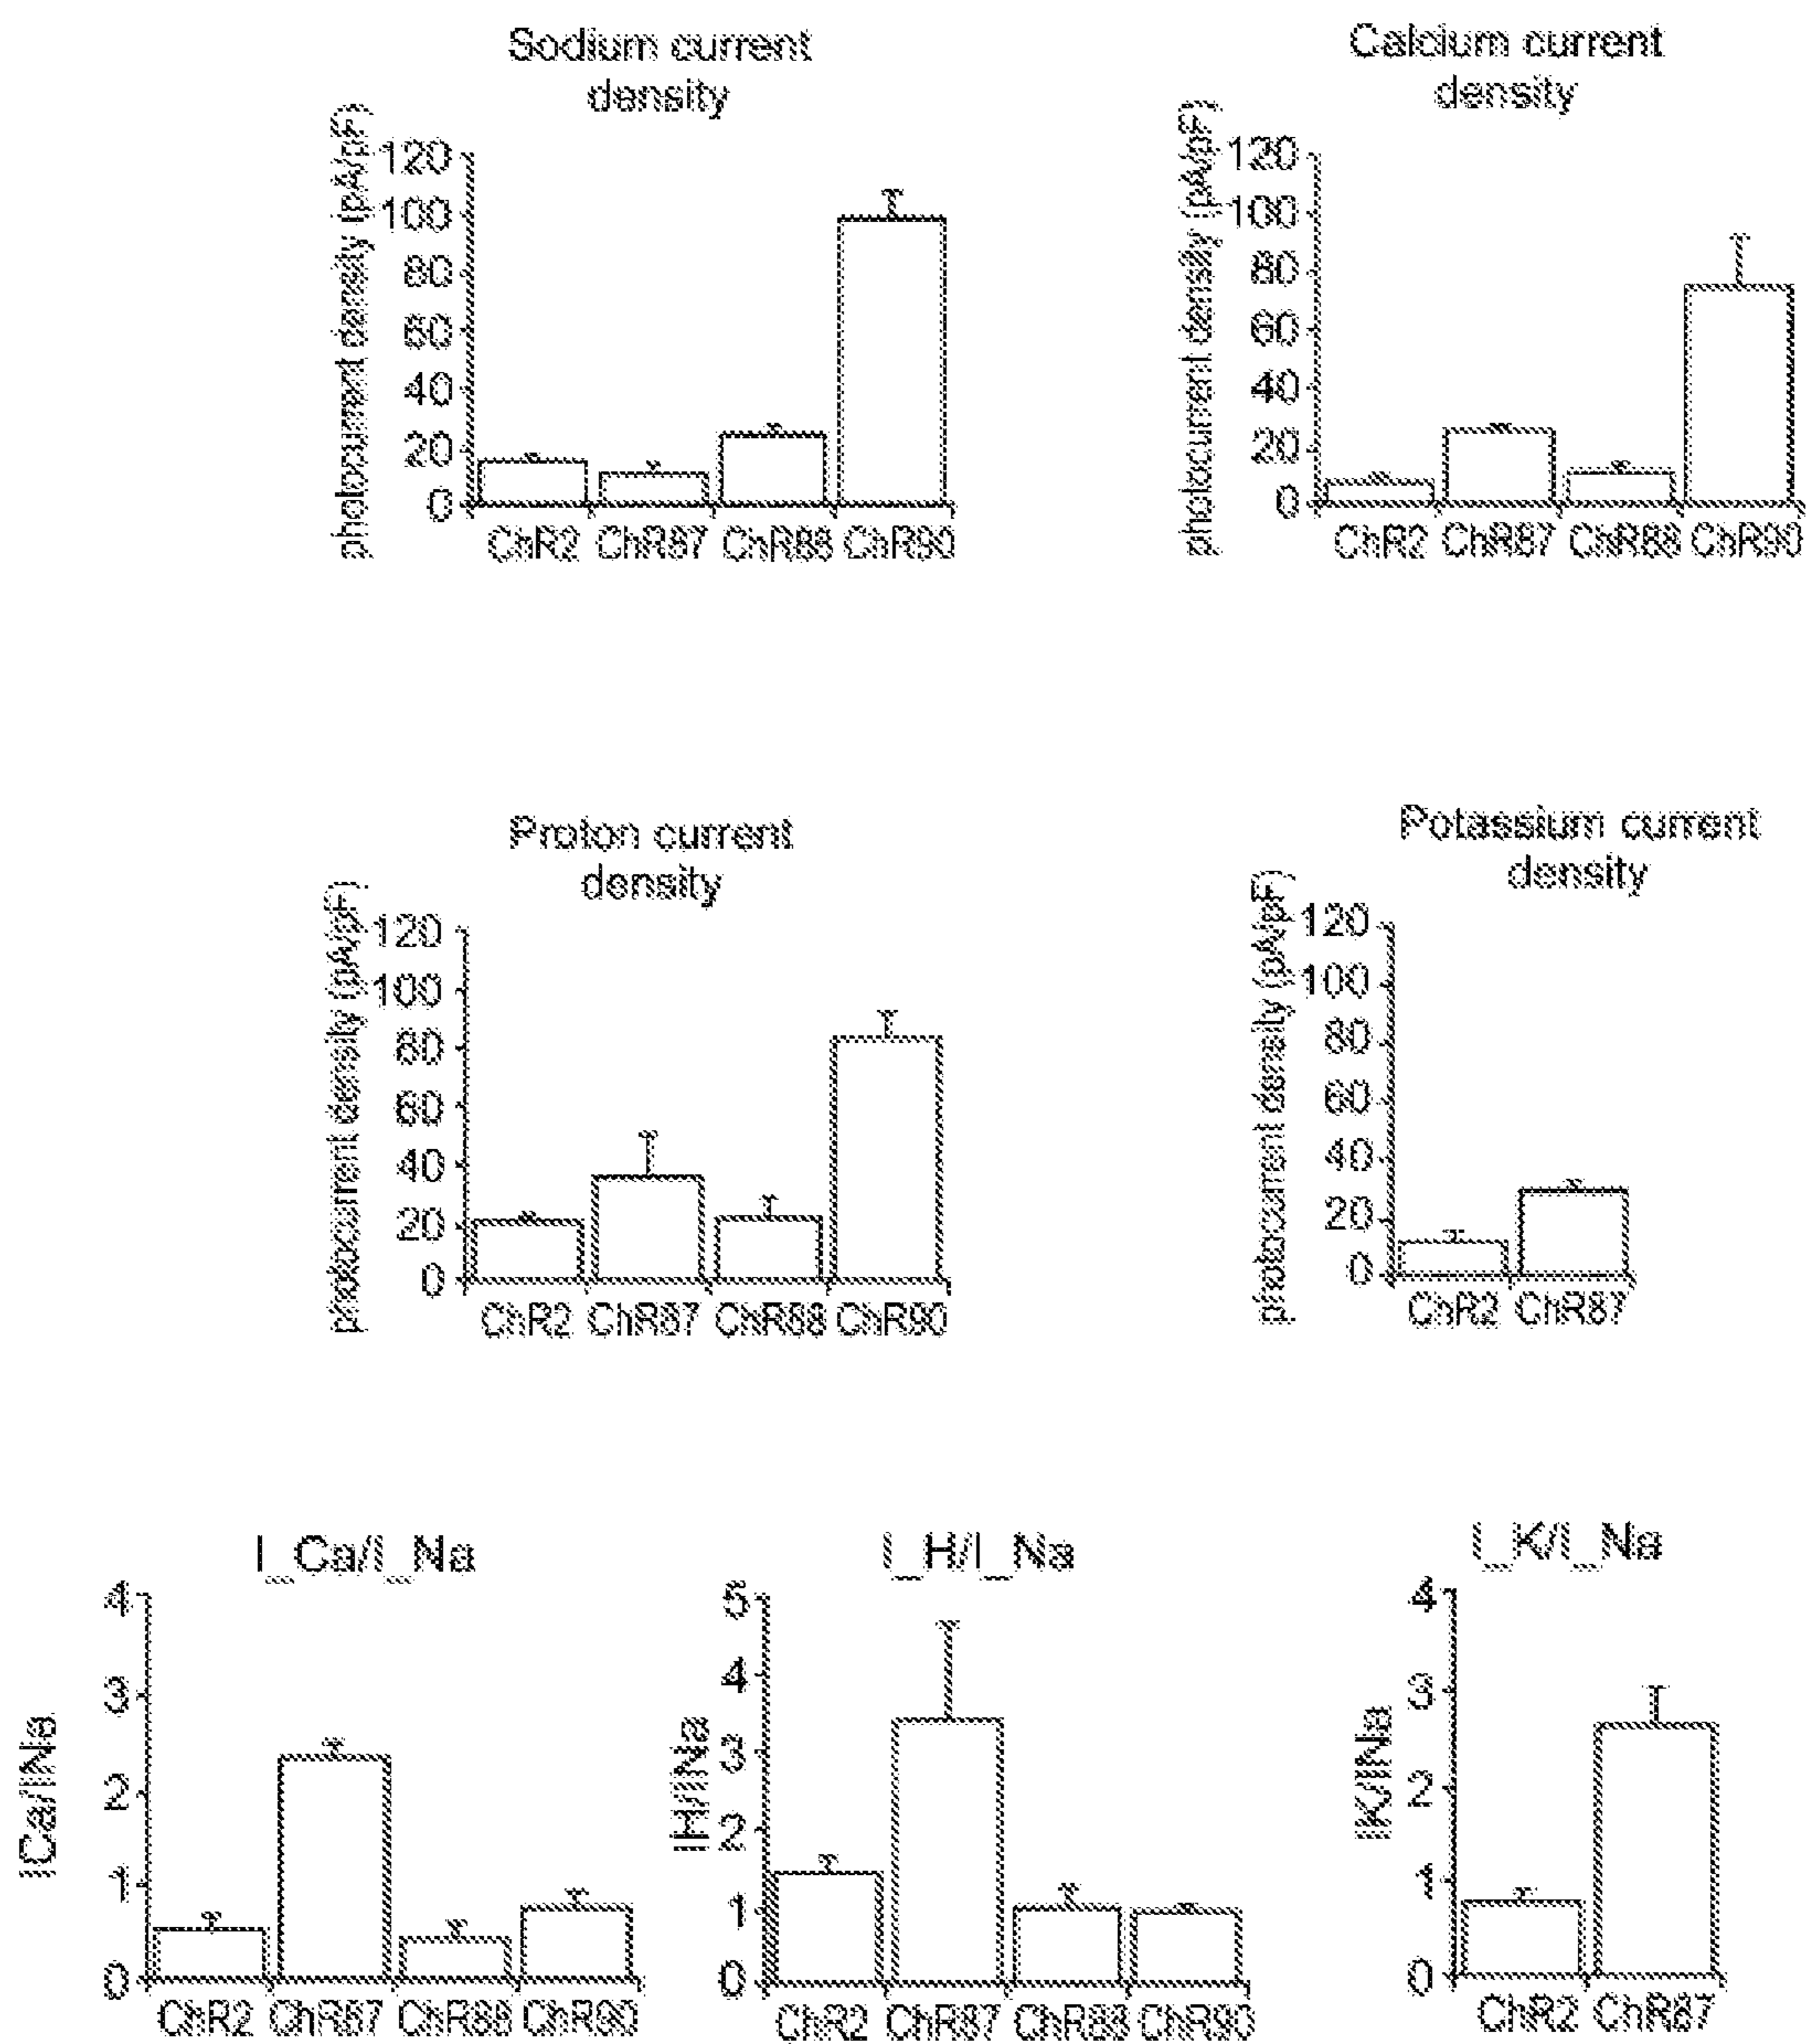 Sodium current
density
photocurrent density (pA/pF)
120
100
80
60
40
20
0
ChR2 ChR87 ChR88 ChR90
Calcium current
density
photocurrent density (pA/pF)
120
100
80
60
40
20
0
ChR2 ChR87 ChR88 ChR90
Proton current
density
photocurrent density (pA/pF)
120
100
80
60
40
20
0
ChR2 ChR87 ChR88 ChR90
Potassium current
density
photocurrent density (pA/pF)
120
100
80
60
40
20
0
ChR2 ChR87
I_Ca/I_Na
ICa/INa
4
3
2
1
0
ChR2 ChR87 ChR88 ChR90
I_H/I_Na
IH/INa
5
4
3
2
1
0
ChR2 ChR87 ChR88 ChR90
I_K/I_Na
IK/INa
4
3
2
1
0
ChR2 ChR87